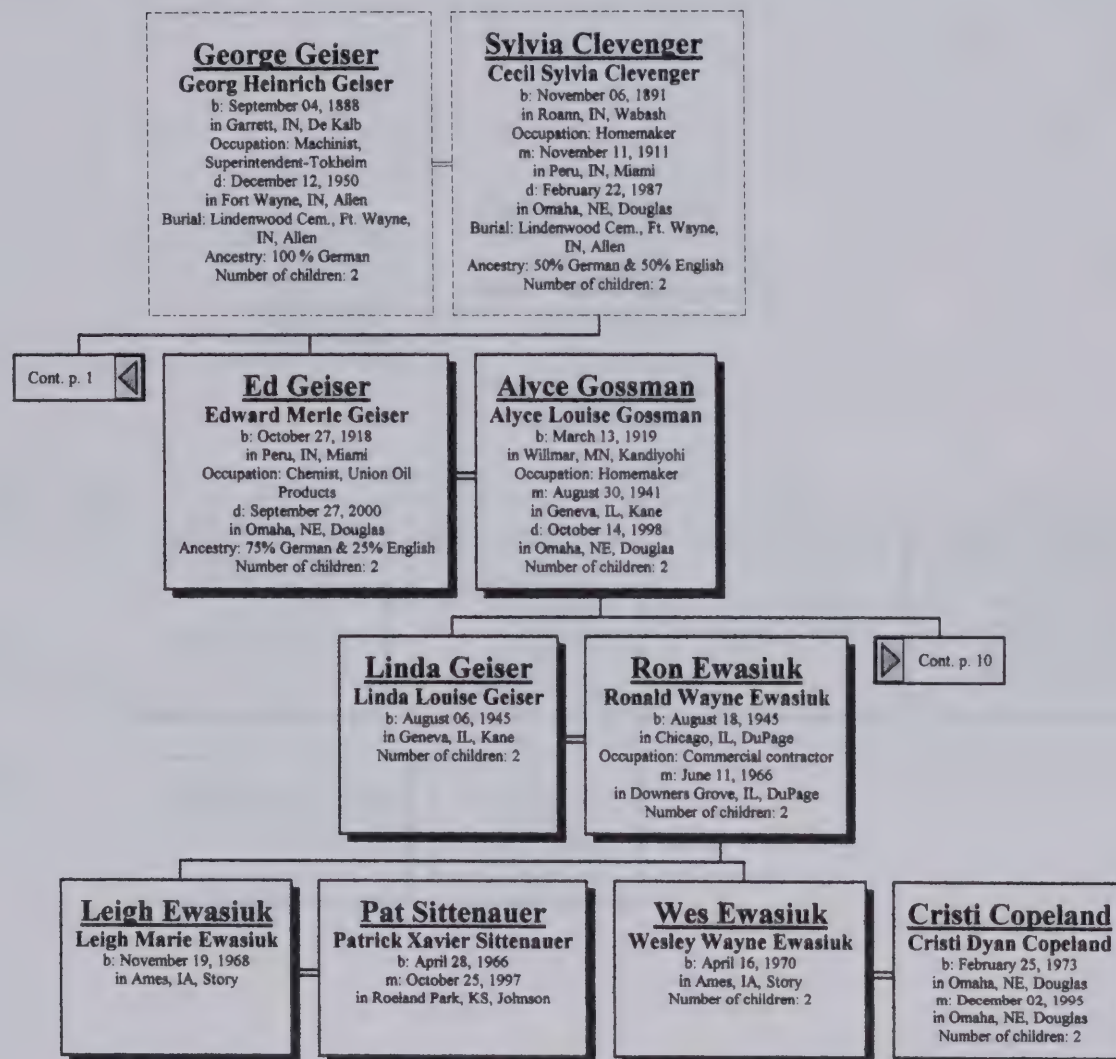 George Geiser
Georg Heinrich Geiser
b: September 04, 1888
in Garrett, IN, De Kalb
Occupation: Machinist,
Superintendent-Tokheim
d: December 12, 1950
in Fort Wayne, IN, Allen
Burial: Lindenwood Cem., Ft. Wayne,
IN, Allen
Ancestry: 100 % German
Number of children: 2
Sylvia Clevenger
Cecil Sylvia Clevenger
b: November 06, 1891
in Roann, IN, Wabash
Occupation: Homemaker
m: November 11, 1911
in Peru, IN, Miami
d: February 22, 1987
in Omaha, NE, Douglas
Burial: Lindenwood Cem., Ft. Wayne,
IN, Allen
Ancestry: 50% German & 50% English
Number of children: 2
Cont. p. 1
Ed Geiser
Edward Merle Geiser
b: October 27, 1918
in Peru, IN, Miami
Occupation: Chemist, Union Oil
Products
d: September 27, 2000
in Omaha, NE, Douglas
Ancestry: 75% German & 25% English
Number of children: 2
Alyce Gossman
Alyce Louise Gossman
b: March 13, 1919
in Willmar, MN, Kandiyohi
Occupation: Homemaker
m: August 30, 1941
in Geneva, IL, Kane
d: October 14, 1998
in Omaha, NE, Douglas
Number of children: 2
Linda Geiser
Linda Louise Geiser
b: August 06, 1945
in Geneva, IL, Kane
Number of children: 2
Ron Ewasiuk
Ronald Wayne Ewasiuk
b: August 18, 1945
in Chicago, IL, DuPage
Occupation: Commercial contractor
m: June 11, 1966
in Downers Grove, IL, DuPage
Number of children: 2
Cont. p. 10
Leigh Ewasiuk
Leigh Marie Ewasiuk
b: November 19, 1968
in Ames, IA, Story
Pat Sittenauer
Patrick Xavier Sittenauer
b: April 28, 1966
m: October 25, 1997
in Roeland Park, KS, Johnson
Wes Ewasiuk
Wesley Wayne Ewasiuk
b: April 16, 1970
in Ames, IA, Story
Number of children: 2
Cristi Copeland
Cristi Dyan Copeland
b: February 25, 1973
in Omaha, NE, Douglas
m: December 02, 1995
in Omaha, NE, Douglas
Number of children: 2